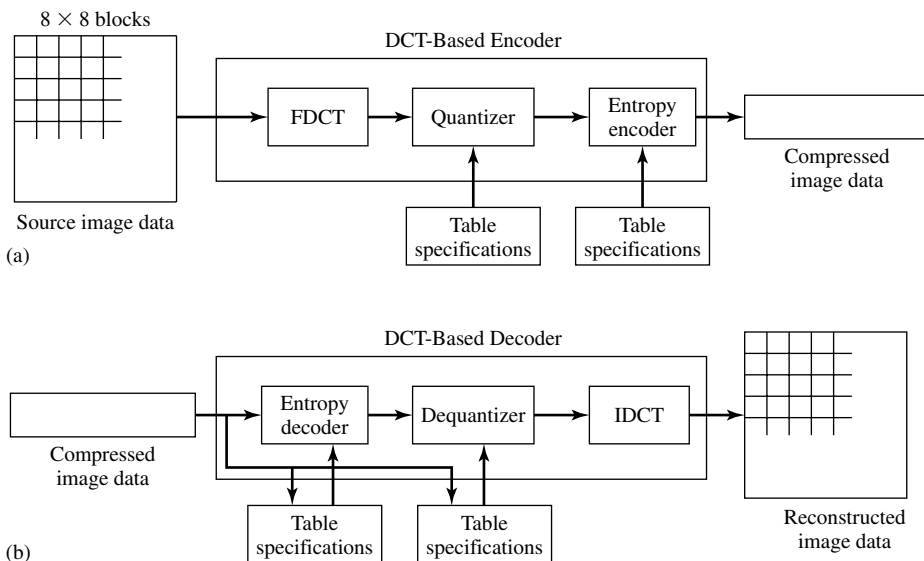 8 × 8 blocks
DCT-Based Encoder
FDCT
Quantizer
Entropy
encoder
Compressed
image data
Source image data
Table
specifications
Table
specifications
(a)
DCT-Based Decoder
Entropy
decoder
Dequantizer
IDCT
Compressed
image data
Table
specifications
Table
specifications
Reconstructed
image data
(b)